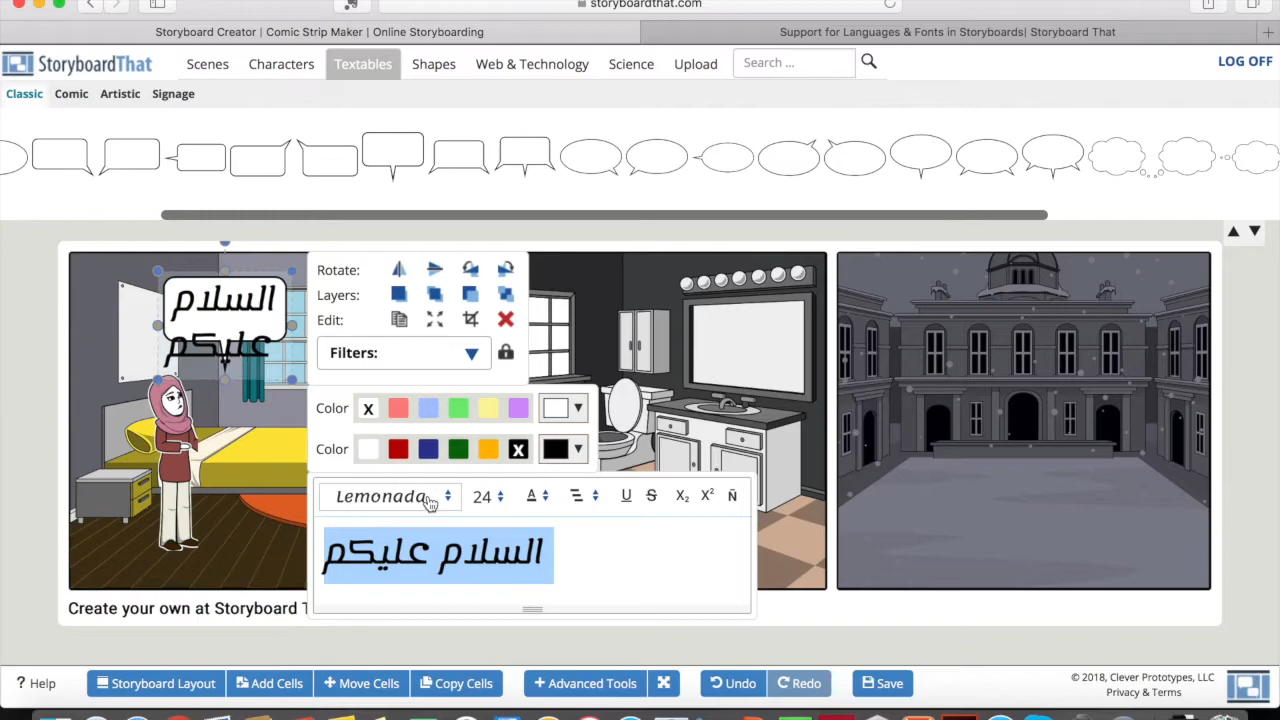 storyboardthat.com
Storyboard Creator | Comic Strip Maker | Online Storyboarding
Support for Languages & Fonts in Storyboards| Storyboard That
StoryboardThat
Scenes
Characters
Textables
Shapes
Web & Technology
Science
Upload
Search ...
LOG OFF
Classic
Comic
Artistic
Signage
السلام
عليكم
Rotate:
Layers:
Edit:
Filters:
Color
Color
Lemonada
24
A
U
S
X₂
X²
Ñ
السلام عليكم
Create your own at Storyboard T
? Help
Storyboard Layout
Add Cells
Move Cells
Copy Cells
Advanced Tools
Undo
Redo
Save
© 2018, Clever Prototypes, LLC
Privacy & Terms